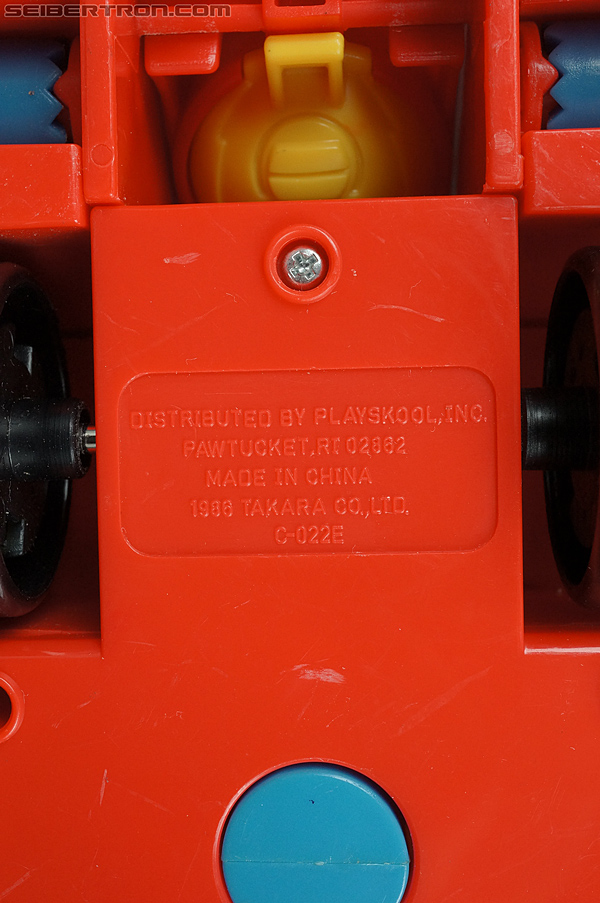 SEIBERTRON.COM
DISTRIBUTED BY PLAYSKOOL, INC.
PAWTUCKET, RI 02862
MADE IN CHINA
1986 TAKARA CO., LTD.
C-022E